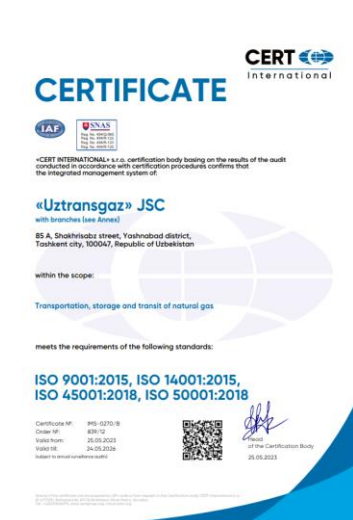 CERT
International
CERTIFICATE
IAF
SNAS
«CERT INTERNATIONAL» s.r.o. certification body basing on the results of the audit
conducted in accordance with certification procedures confirms that
the integrated management system of:
«Uztransgaz» JSC
with branches (see Annex)
85 A, Shakhrisabz street, Yashnabad district,
Tashkent city, 100047, Republic of Uzbekistan
within the scope:
Transportation, storage and transit of natural gas
meets the requirements of the following standards:
ISO 9001:2015, ISO 14001:2015,
ISO 45001:2018, ISO 50001:2018
Certificate №: IMS-0270/B
Order №: 839/12
Valid from: 25.05.2023
Valid till: 24.05.2026
(subject to annual surveillance audits)
Head
of the Certification Body
25.05.2023